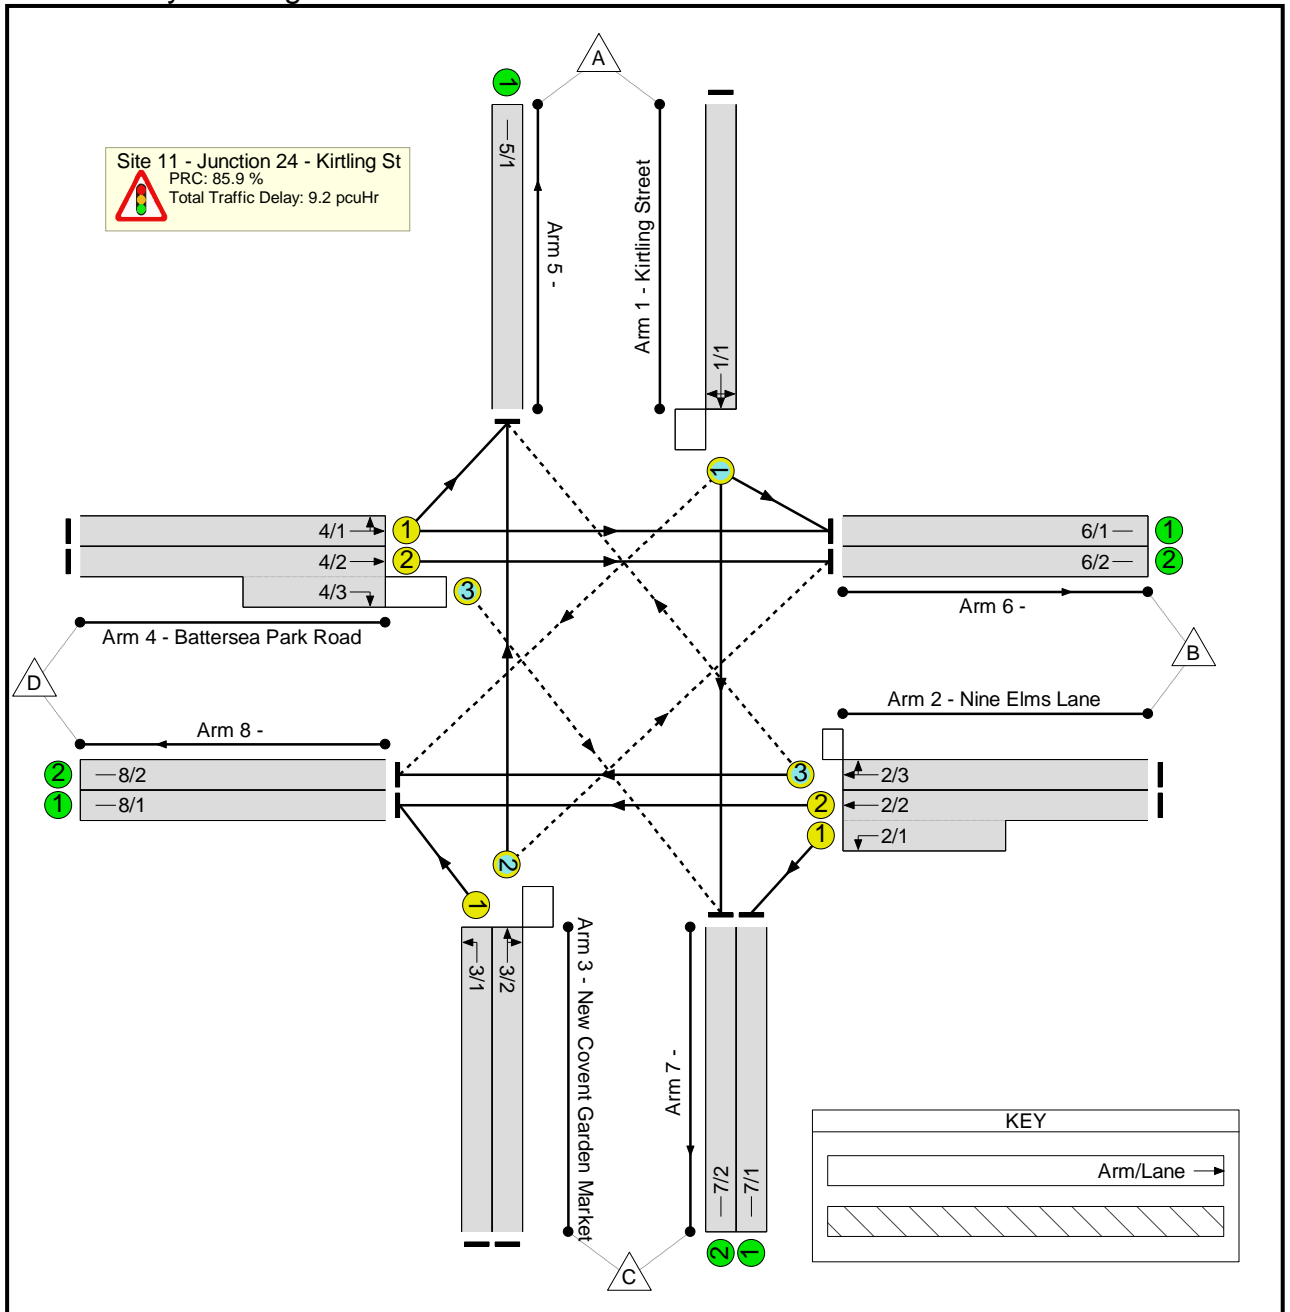 A
1
5/1
Arm 5 -
Arm 1 - Kirtling Street
1/1
Site 11 - Junction 24 - Kirtling St
PRC: 85.9 %
Total Traffic Delay: 9.2 pcuHr
1
4/1
1
4/2
2
4/3
3
Arm 4 - Battersea Park Road
D
6/1
1
6/2
2
Arm 6 -
B
Arm 2 - Nine Elms Lane
Arm 8 -
2
8/2
1
8/1
3
2/3
2
2/2
1
2/1
2
1
3/1
3/2
Arm 3 - New Covent Garden Market
Arm 7 -
7/2
7/1
2
1
C
KEY
Arm/Lane